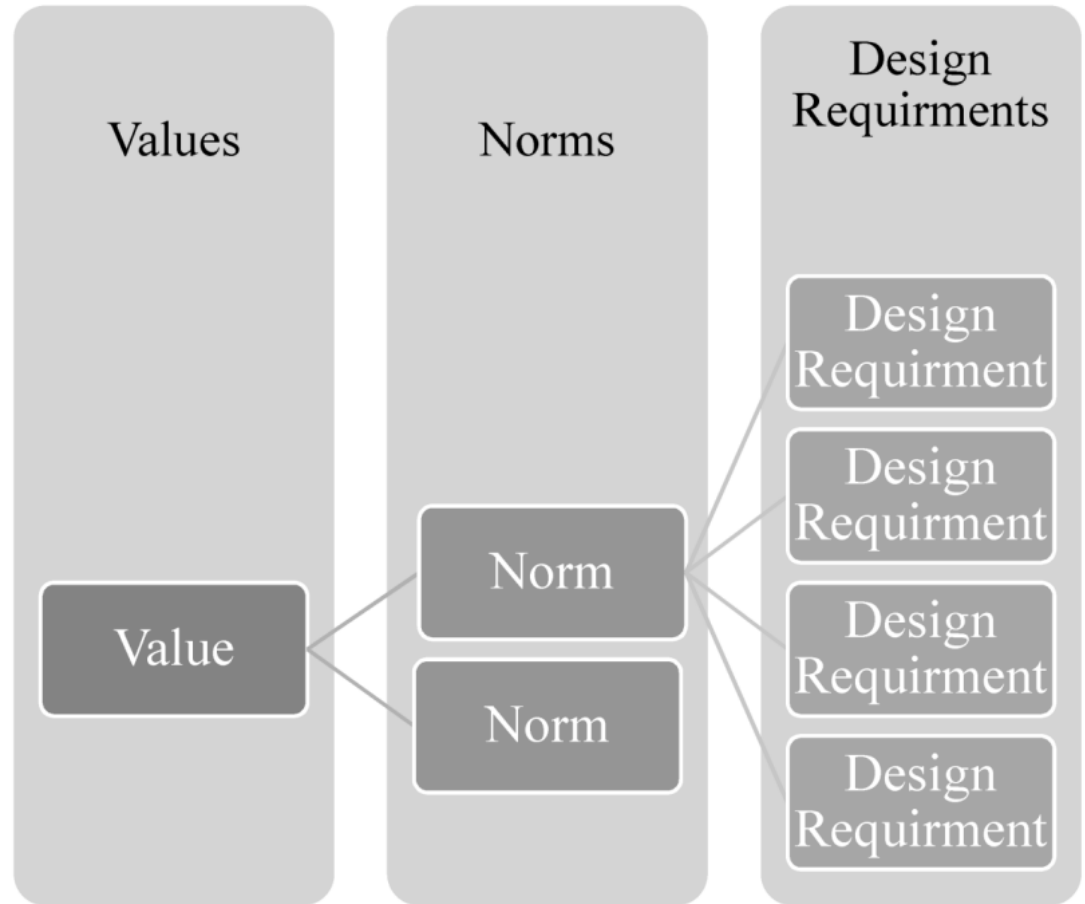 Values
Norms
Design
Requirments
Value
Norm
Norm
Design
Requirment
Design
Requirment
Design
Requirment
Design
Requirment